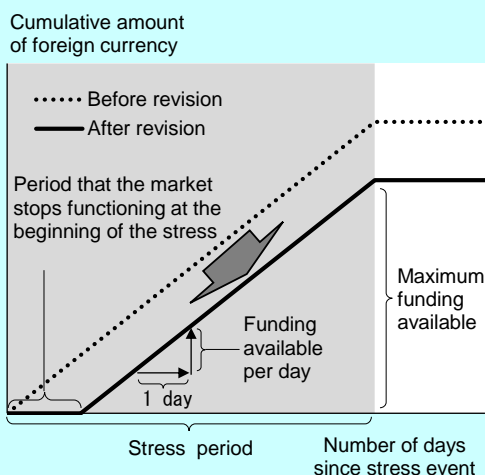 Cumulative amount
of foreign currency
Before revision
After revision
Period that the market
stops functioning at the
beginning of the stress
Maximum
funding
available
Funding
available
per day
1 day
Stress period
Number of days
since stress event